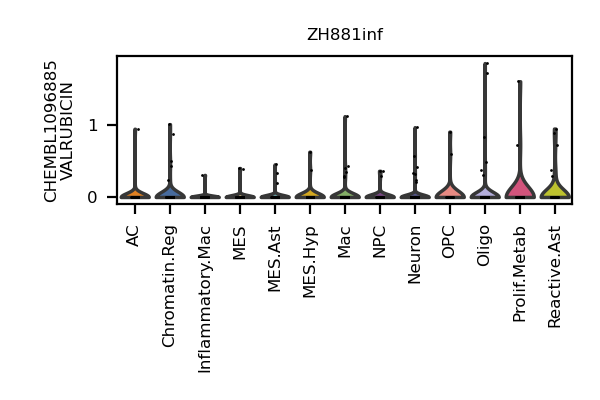 ZH881inf
CHEMBL1096885
VALRUBICIN
1
0
AC
Chromatin.Reg
Inflammatory.Mac
MES
MES.Ast
MES.Hyp
Mac
NPC
Neuron
OPC
Oligo
Prolif.Metab
Reactive.Ast